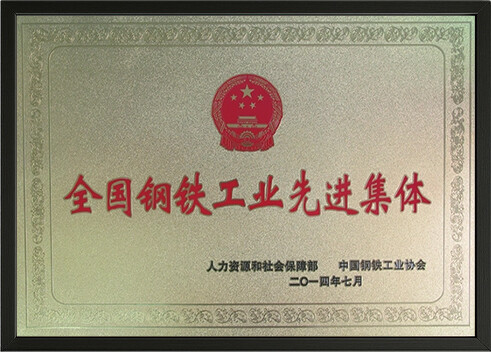 全国钢铁工业先进集体
人力资源和社会保障部 中国钢铁工业协会
二〇一四年七月